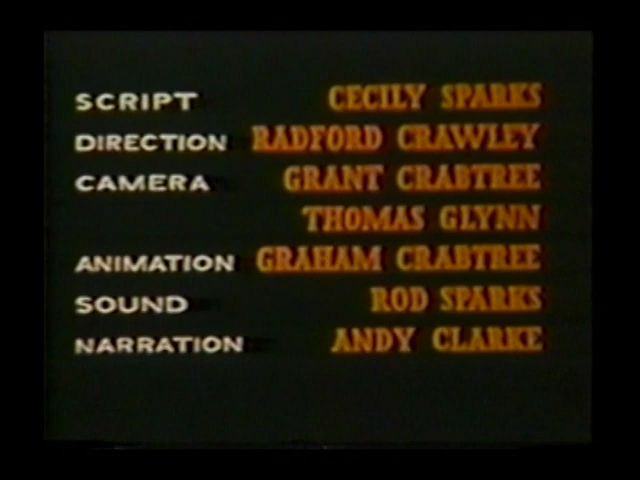 SCRIPT CECILY SPARKS
DIRECTION RADFORD CRAWLEY
CAMERA GRANT CRABTREE
THOMAS GLYNN
ANIMATION GRAHAM CRABTREE
SOUND ROD SPARKS
NARRATION ANDY CLARKE